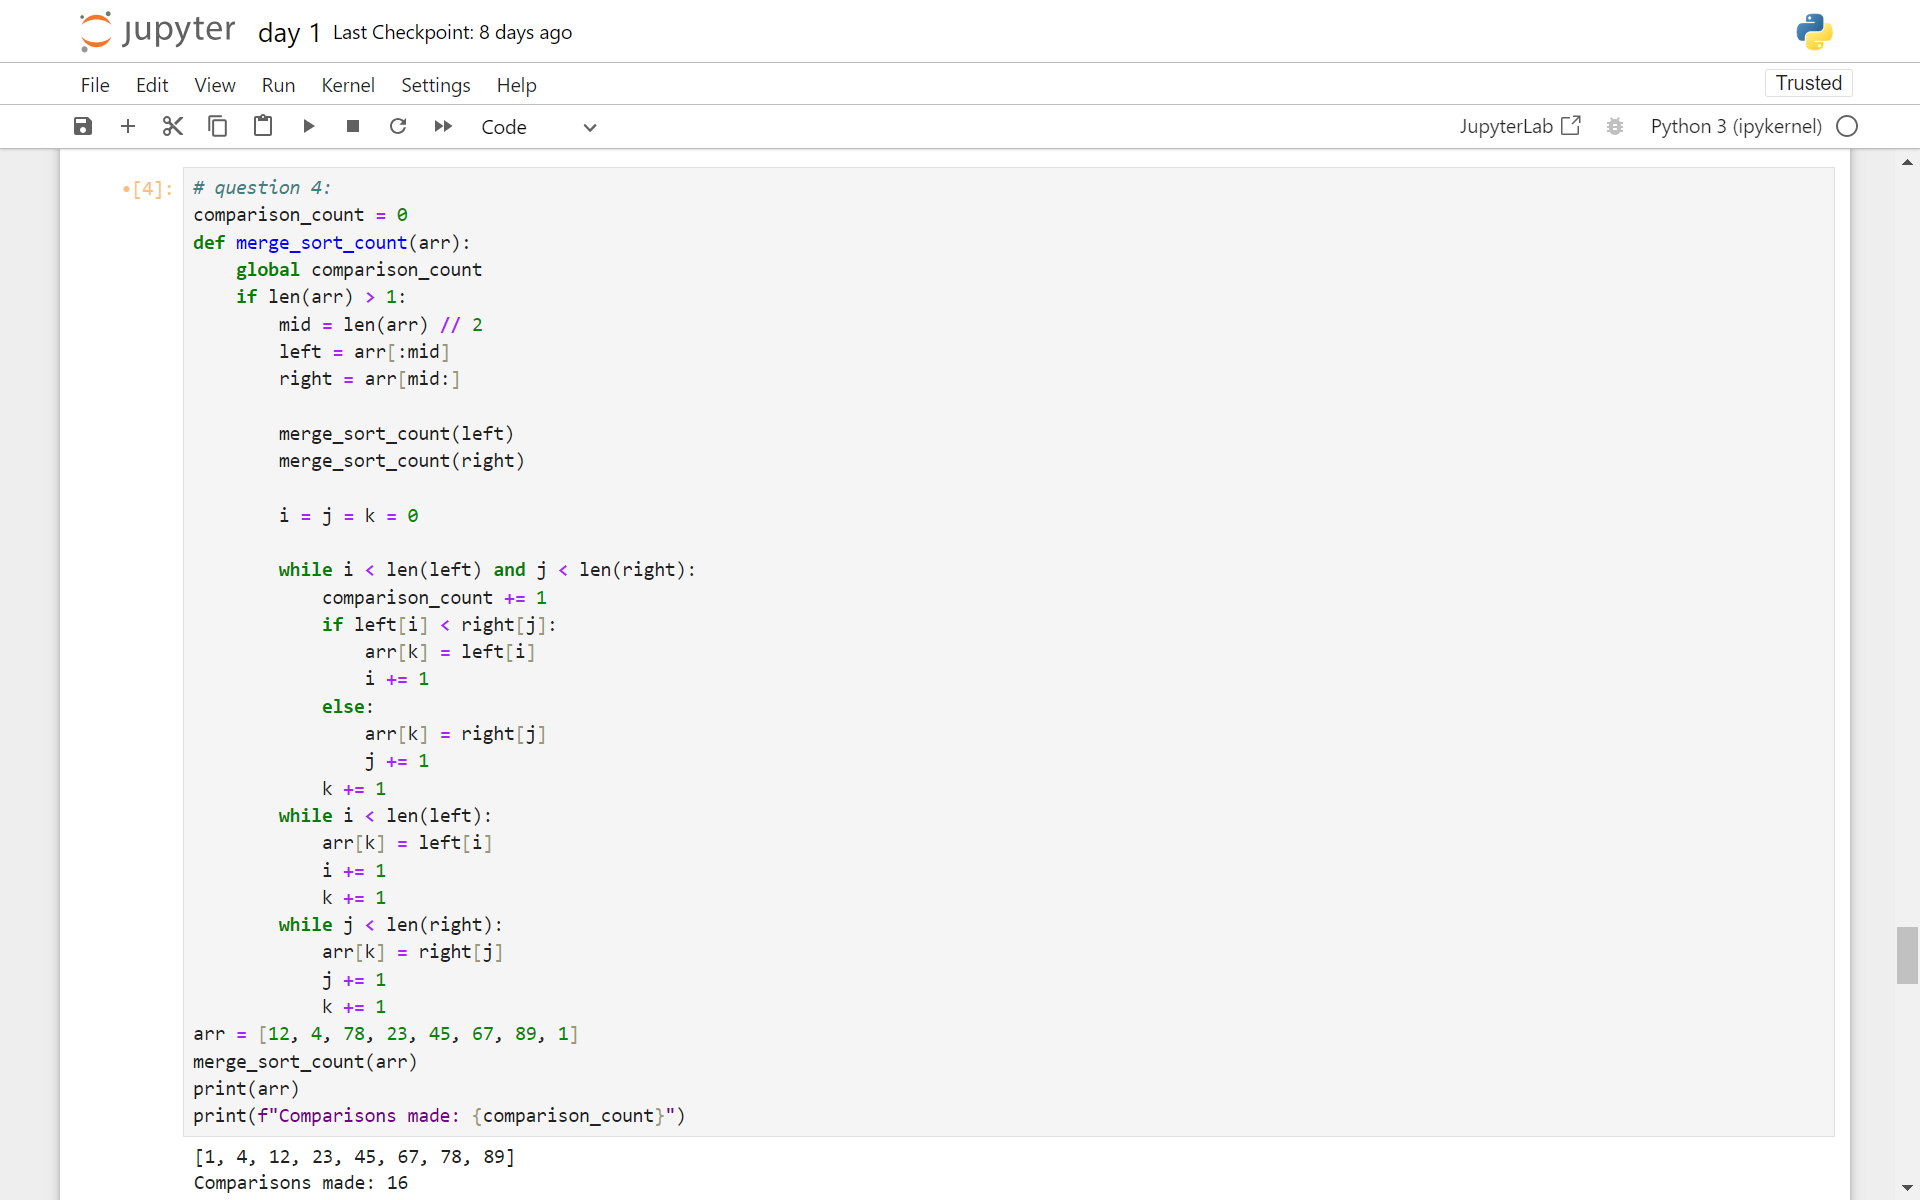 jupyter day 1 Last Checkpoint: 8 days ago
File Edit View Run Kernel Settings Help Trusted
Code JupyterLab Python 3 (ipykernel)
•[4]: # question 4:
comparison_count = 0
def merge_sort_count(arr):
    global comparison_count
    if len(arr) > 1:
        mid = len(arr) // 2
        left = arr[:mid]
        right = arr[mid:]

        merge_sort_count(left)
        merge_sort_count(right)

        i = j = k = 0

        while i < len(left) and j < len(right):
            comparison_count += 1
            if left[i] < right[j]:
                arr[k] = left[i]
                i += 1
            else:
                arr[k] = right[j]
                j += 1
            k += 1
        while i < len(left):
            arr[k] = left[i]
            i += 1
            k += 1
        while j < len(right):
            arr[k] = right[j]
            j += 1
            k += 1
arr = [12, 4, 78, 23, 45, 67, 89, 1]
merge_sort_count(arr)
print(arr)
print(f"Comparisons made: {comparison_count}")
[1, 4, 12, 23, 45, 67, 78, 89]
Comparisons made: 16